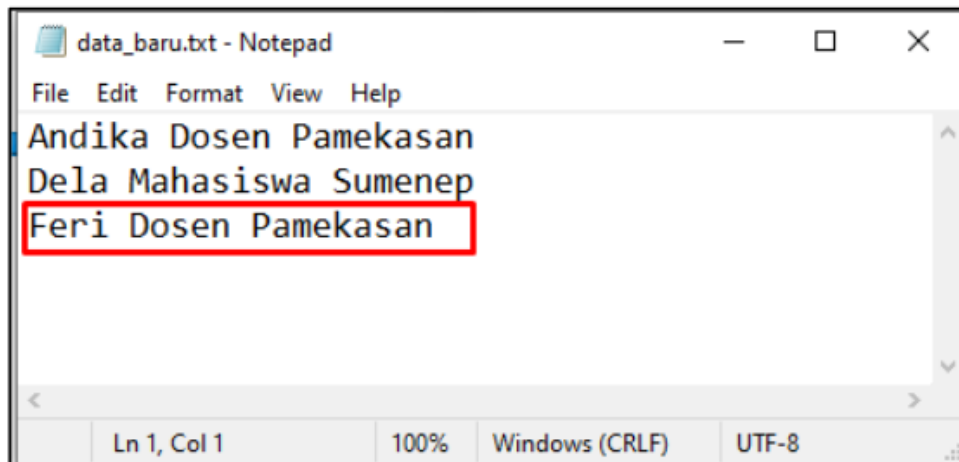 data_baru.txt - Notepad
File Edit Format View Help
Andika Dosen Pamekasan
Dela Mahasiswa Sumenep
Feri Dosen Pamekasan
Ln 1, Col 1 100% Windows (CRLF) UTF-8